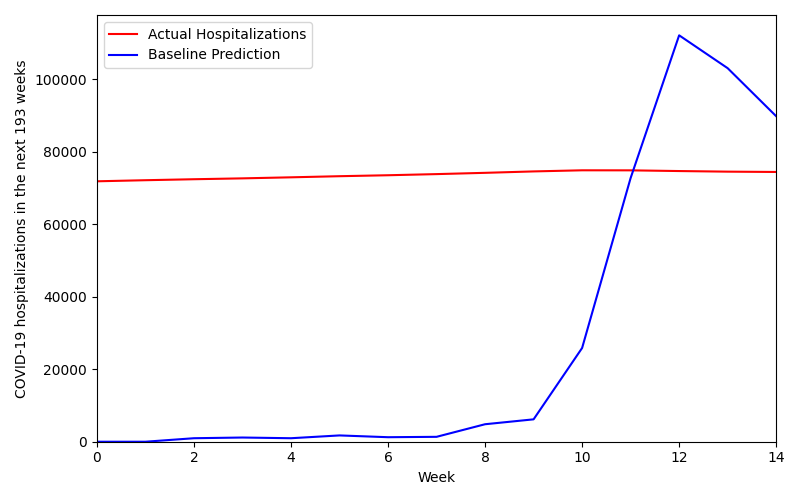 Actual Hospitalizations
Baseline Prediction
COVID-19 hospitalizations in the next 193 weeks
100000
80000
60000
40000
20000
0
0 2 4 6 8 10 12 14
Week